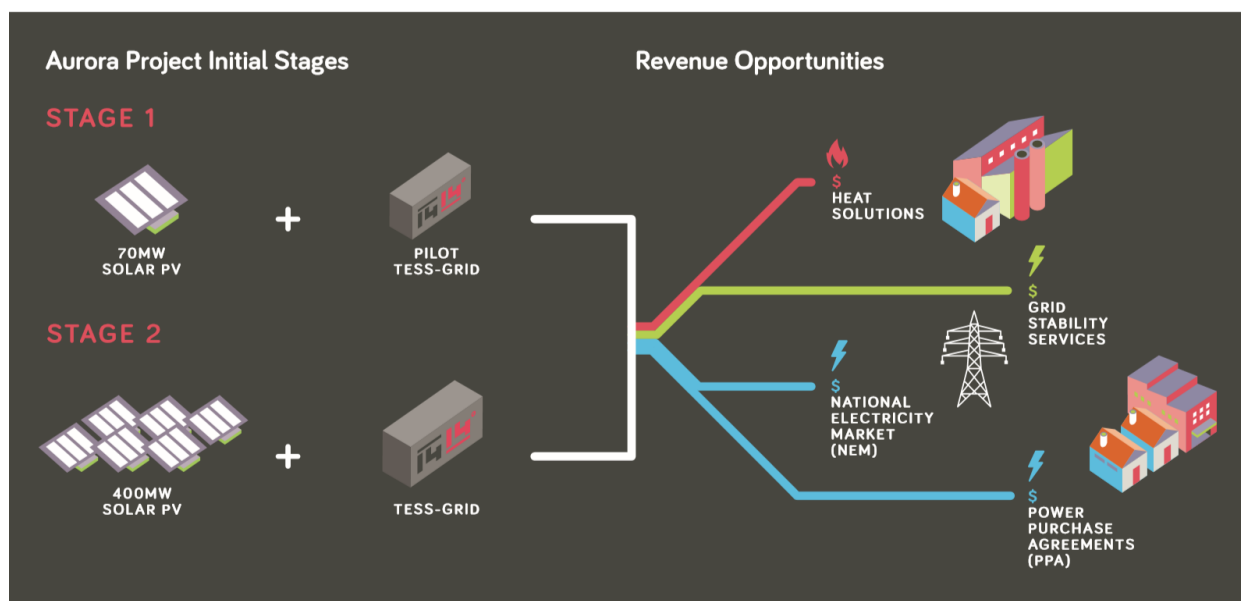 Aurora Project Initial Stages
STAGE 1
70MW
SOLAR PV
+
PILOT
TESS-GRID
STAGE 2
400MW
SOLAR PV
+
TESS-GRID
Revenue Opportunities
$
HEAT
SOLUTIONS
$
GRID
STABILITY
SERVICES
$
NATIONAL
ELECTRICITY
MARKET
(NEM)
$
POWER
PURCHASE
AGREEMENTS
(PPA)